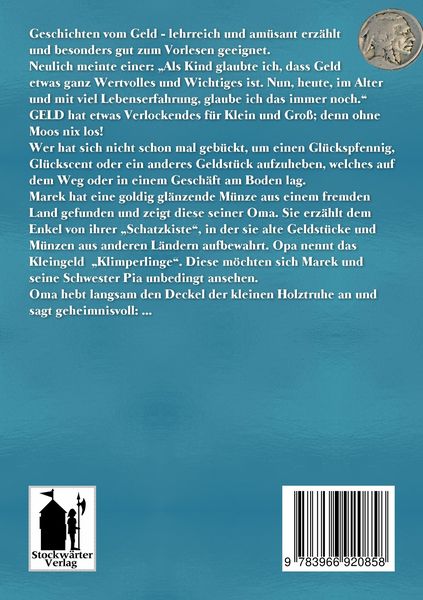 Geschichten vom Geld - lehrreich und amüsant erzählt
und besonders gut zum Vorlesen geeignet.
Neulich meinte einer: „Als Kind glaubte ich, dass Geld
etwas ganz Wertvolles und Wichtiges ist. Nun, heute, im Alter
und mit viel Lebenserfahrung, glaube ich das immer noch.“
GELD hat etwas Verlockendes für Klein und Groß; denn ohne
Moos nix los!
Wer hat sich nicht schon mal gebückt, um einen Glückspfennig,
Glückscent oder ein anderes Geldstück aufzuheben, welches auf
dem Weg oder in einem Geschäft am Boden lag.
Marek hat eine goldig glänzende Münze aus einem fremden
Land gefunden und zeigt diese seiner Oma. Sie erzählt dem
Enkel von ihrer „Schatzkiste“, in der sie alte Geldstücke und
Münzen aus anderen Ländern aufbewahrt. Opa nennt das
Kleingeld „Klimperlinge“. Diese möchten sich Marek und
seine Schwester Pia unbedingt ansehen.
Oma hebt langsam den Deckel der kleinen Holztruhe an und
sagt geheimnisvoll: ...
Stockwärter
Verlag
9 783966 920858